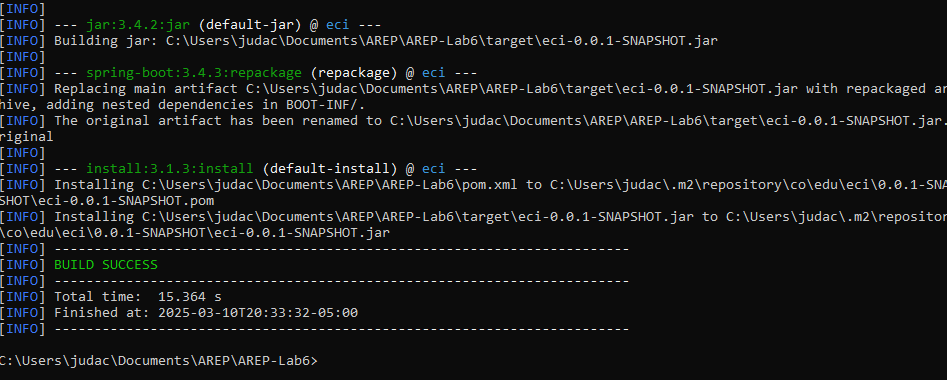 [INFO]
[INFO] --- jar:3.4.2:jar (default-jar) @ eci ---
[INFO] Building jar: C:\Users\judac\Documents\AREP\AREP-Lab6\target\eci-0.0.1-SNAPSHOT.jar
[INFO]
[INFO] --- spring-boot:3.4.3:repackage (repackage) @ eci ---
[INFO] Replacing main artifact C:\Users\judac\Documents\AREP\AREP-Lab6\target\eci-0.0.1-SNAPSHOT.jar with repackaged ar
hive, adding nested dependencies in BOOT-INF/.
[INFO] The original artifact has been renamed to C:\Users\judac\Documents\AREP\AREP-Lab6\target\eci-0.0.1-SNAPSHOT.jar.
riginal
[INFO]
[INFO] --- install:3.1.3:install (default-install) @ eci ---
[INFO] Installing C:\Users\judac\Documents\AREP\AREP-Lab6\pom.xml to C:\Users\judac\.m2\repository\co\edu\eci\0.0.1-SNA
SHOT\eci-0.0.1-SNAPSHOT.pom
[INFO] Installing C:\Users\judac\Documents\AREP\AREP-Lab6\target\eci-0.0.1-SNAPSHOT.jar to C:\Users\judac\.m2\repositor
\co\edu\eci\0.0.1-SNAPSHOT\eci-0.0.1-SNAPSHOT.jar
[INFO] ------------------------------------------------------------------------
[INFO] BUILD SUCCESS
[INFO] ------------------------------------------------------------------------
[INFO] Total time:  15.364 s
[INFO] Finished at: 2025-03-10T20:33:32-05:00
[INFO] ------------------------------------------------------------------------
C:\Users\judac\Documents\AREP\AREP-Lab6>